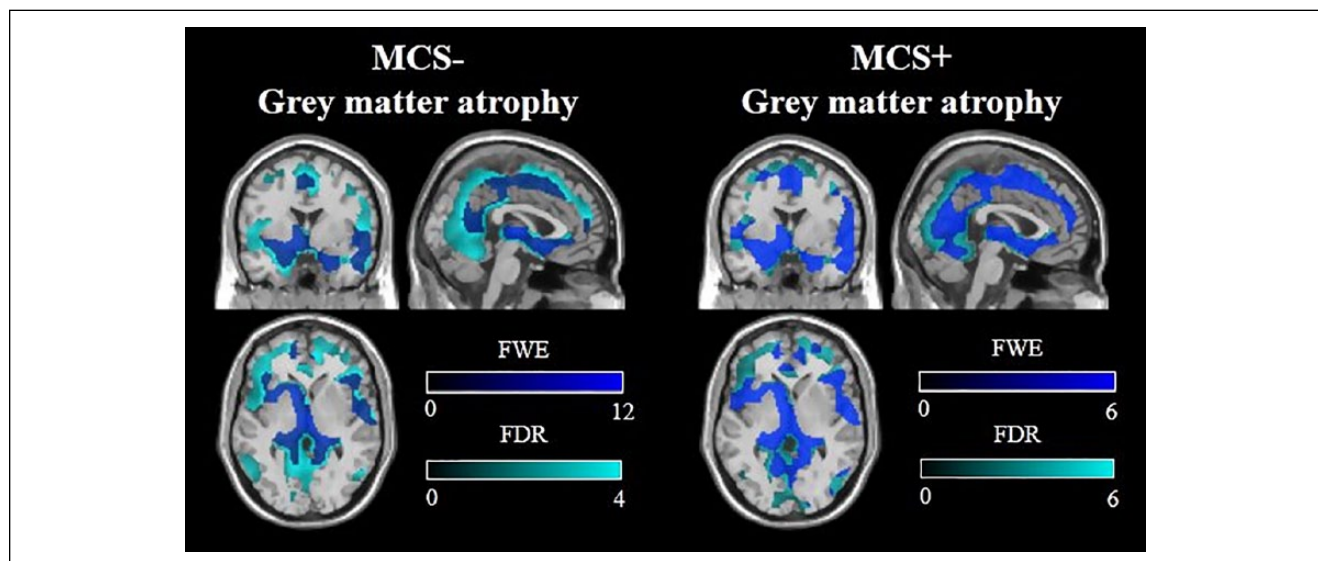 MCS-
Grey matter atrophy
FWE
0 12
FDR
0 4
MCS+
Grey matter atrophy
FWE
0 6
FDR
0 6